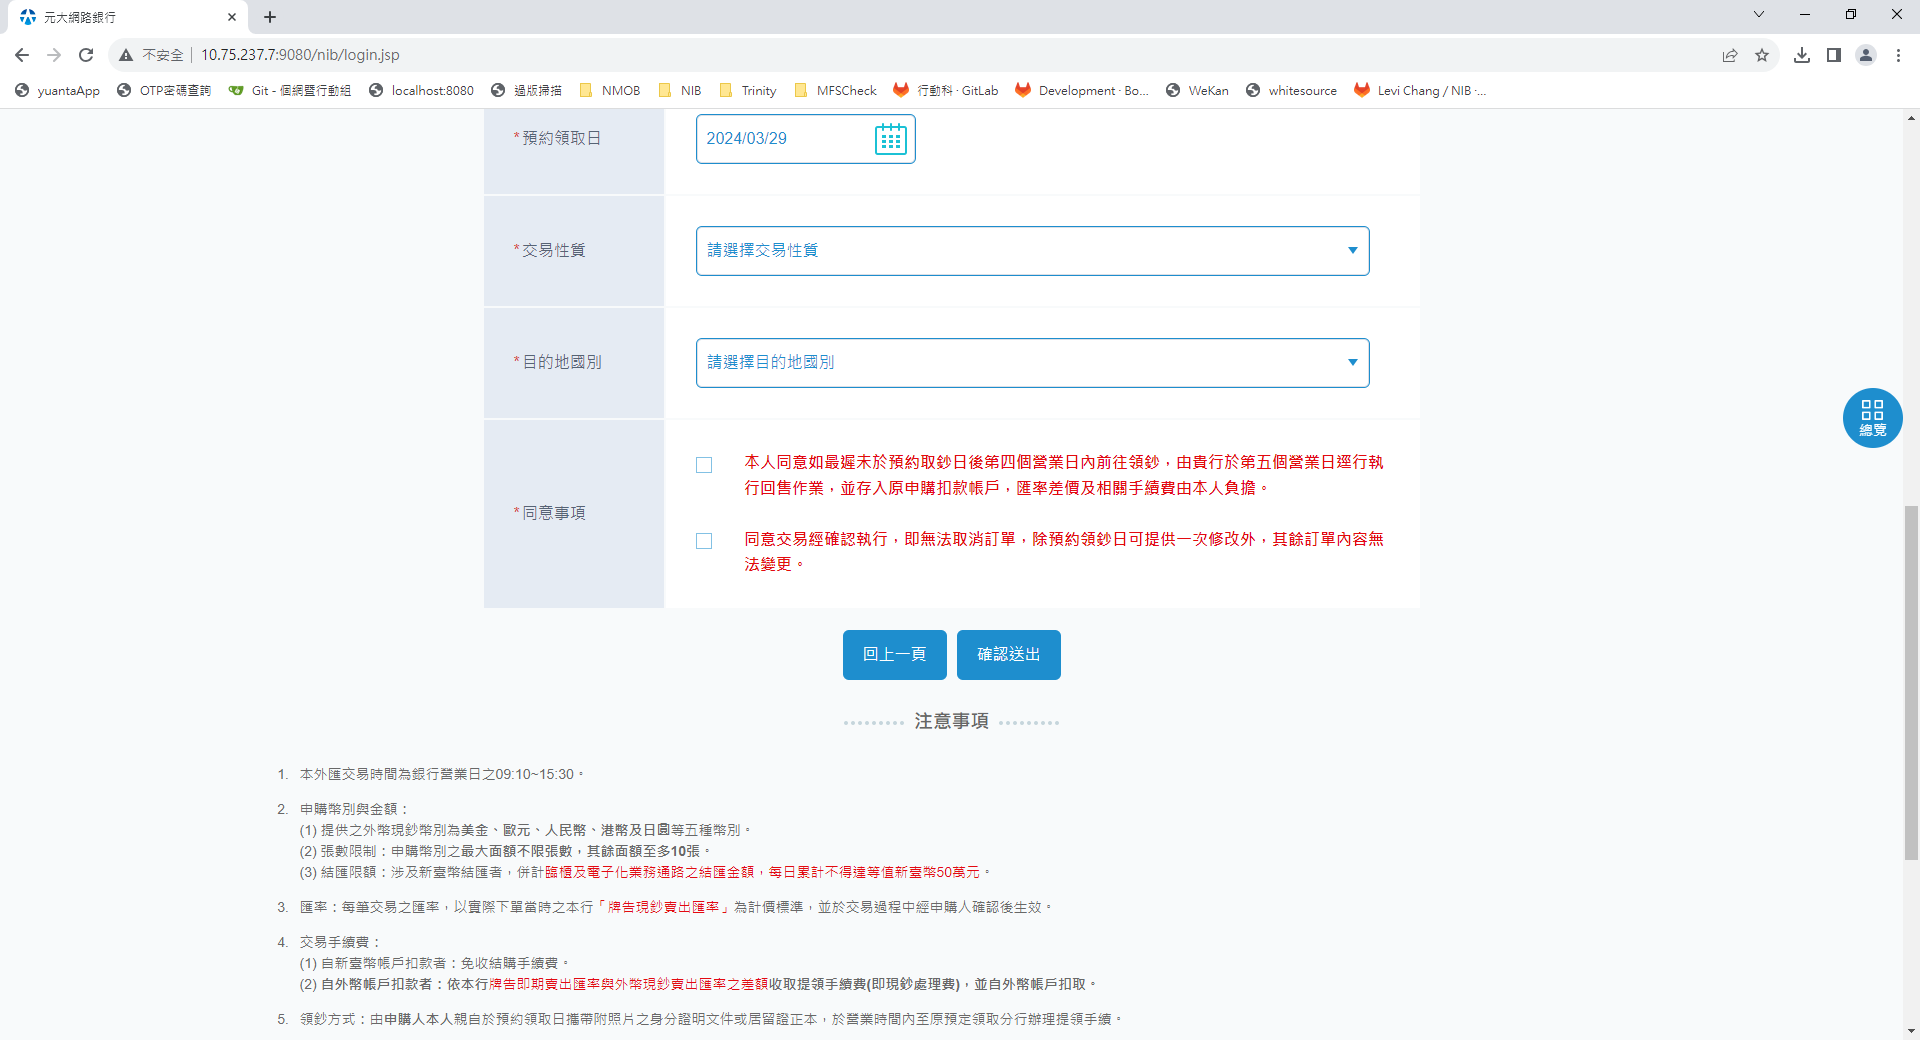 元大網路銀行
不安全 10.75.237.7:9080/nib/login.jsp
yuantaApp OTP密碼查詢 Git - 個網暨行動組 localhost:8080 過版掃描 NMOB NIB Trinity MFSCheck 行動科 · GitLab Development · Bo... WeKan whitesource Levi Chang / NIB ·...
*預約領取日 2024/03/29
*交易性質 請選擇交易性質
*目的地國別 請選擇目的地國別
總覽
本人同意如最遲未於預約取鈔日後第四個營業日內前往領鈔，由貴行於第五個營業日逕行執
行回售作業，並存入原申購扣款帳戶，匯率差價及相關手續費由本人負擔。
*同意事項
同意交易經確認執行，即無法取消訂單，除預約領鈔日可提供一次修改外，其餘訂單內容無
法變更。
回上一頁 確認送出
注意事項
1. 本外匯交易時間為銀行營業日之09:10~15:30。
2. 申購幣別與金額：
(1) 提供之外幣現鈔幣別為美金、歐元、人民幣、港幣及日圓等五種幣別。
(2) 張數限制：申購幣別之最大面額不限張數，其餘面額至多10張。
(3) 結匯限額：涉及新臺幣結匯者，併計臨櫃及電子化業務通路之結匯金額，每日累計不得達等值新臺幣50萬元。
3. 匯率：每筆交易之匯率，以實際下單當時之本行「牌告現鈔賣出匯率」為計價標準，並於交易過程中經申購人確認後生效。
4. 交易手續費：
(1) 自新臺幣帳戶扣款者：免收結購手續費。
(2) 自外幣帳戶扣款者：依本行牌告即期賣出匯率與外幣現鈔賣出匯率之差額收取提領手續費(即現鈔處理費)，並自外幣帳戶扣取。
5. 領鈔方式：由申購人本人親自於預約領取日攜帶附照片之身分證明文件或居留證正本，於營業時間內至原預定領取分行辦理提領手續。